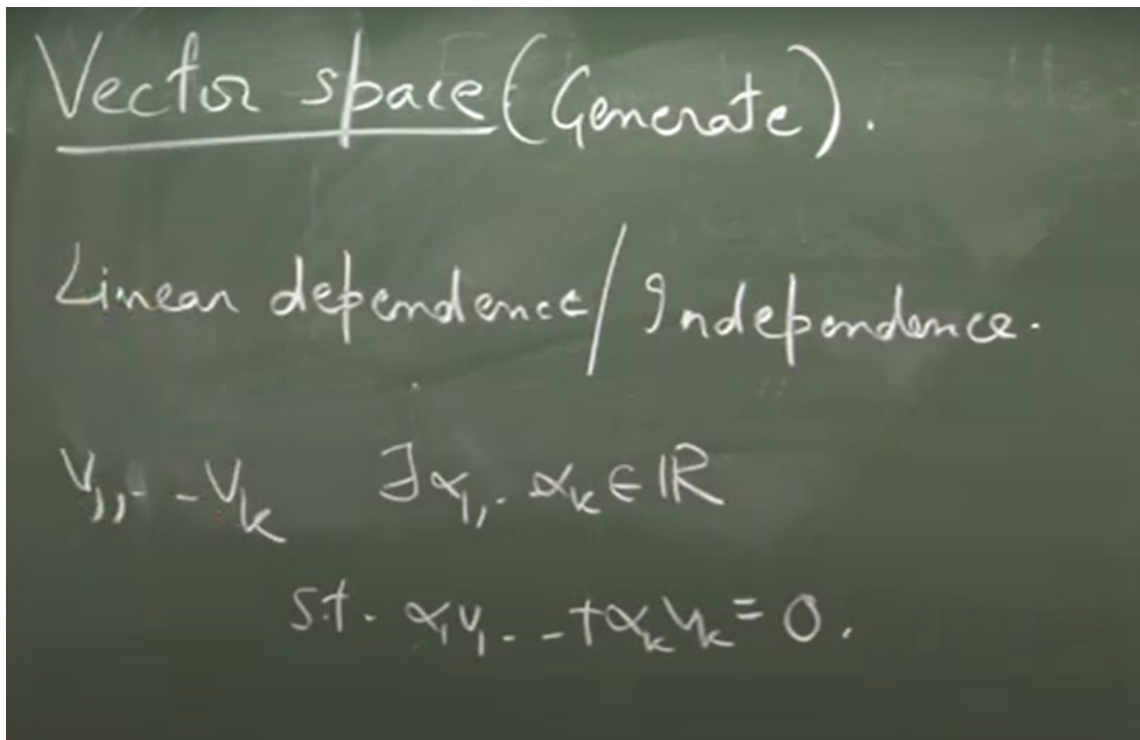 Vector space (Generate).
Linear dependence/Independence.
v₁,, - - vₖ ∃ α₁, . αₖ ∈ ℝ
s.t. α₁v₁ . - - + αₖvₖ = 0.